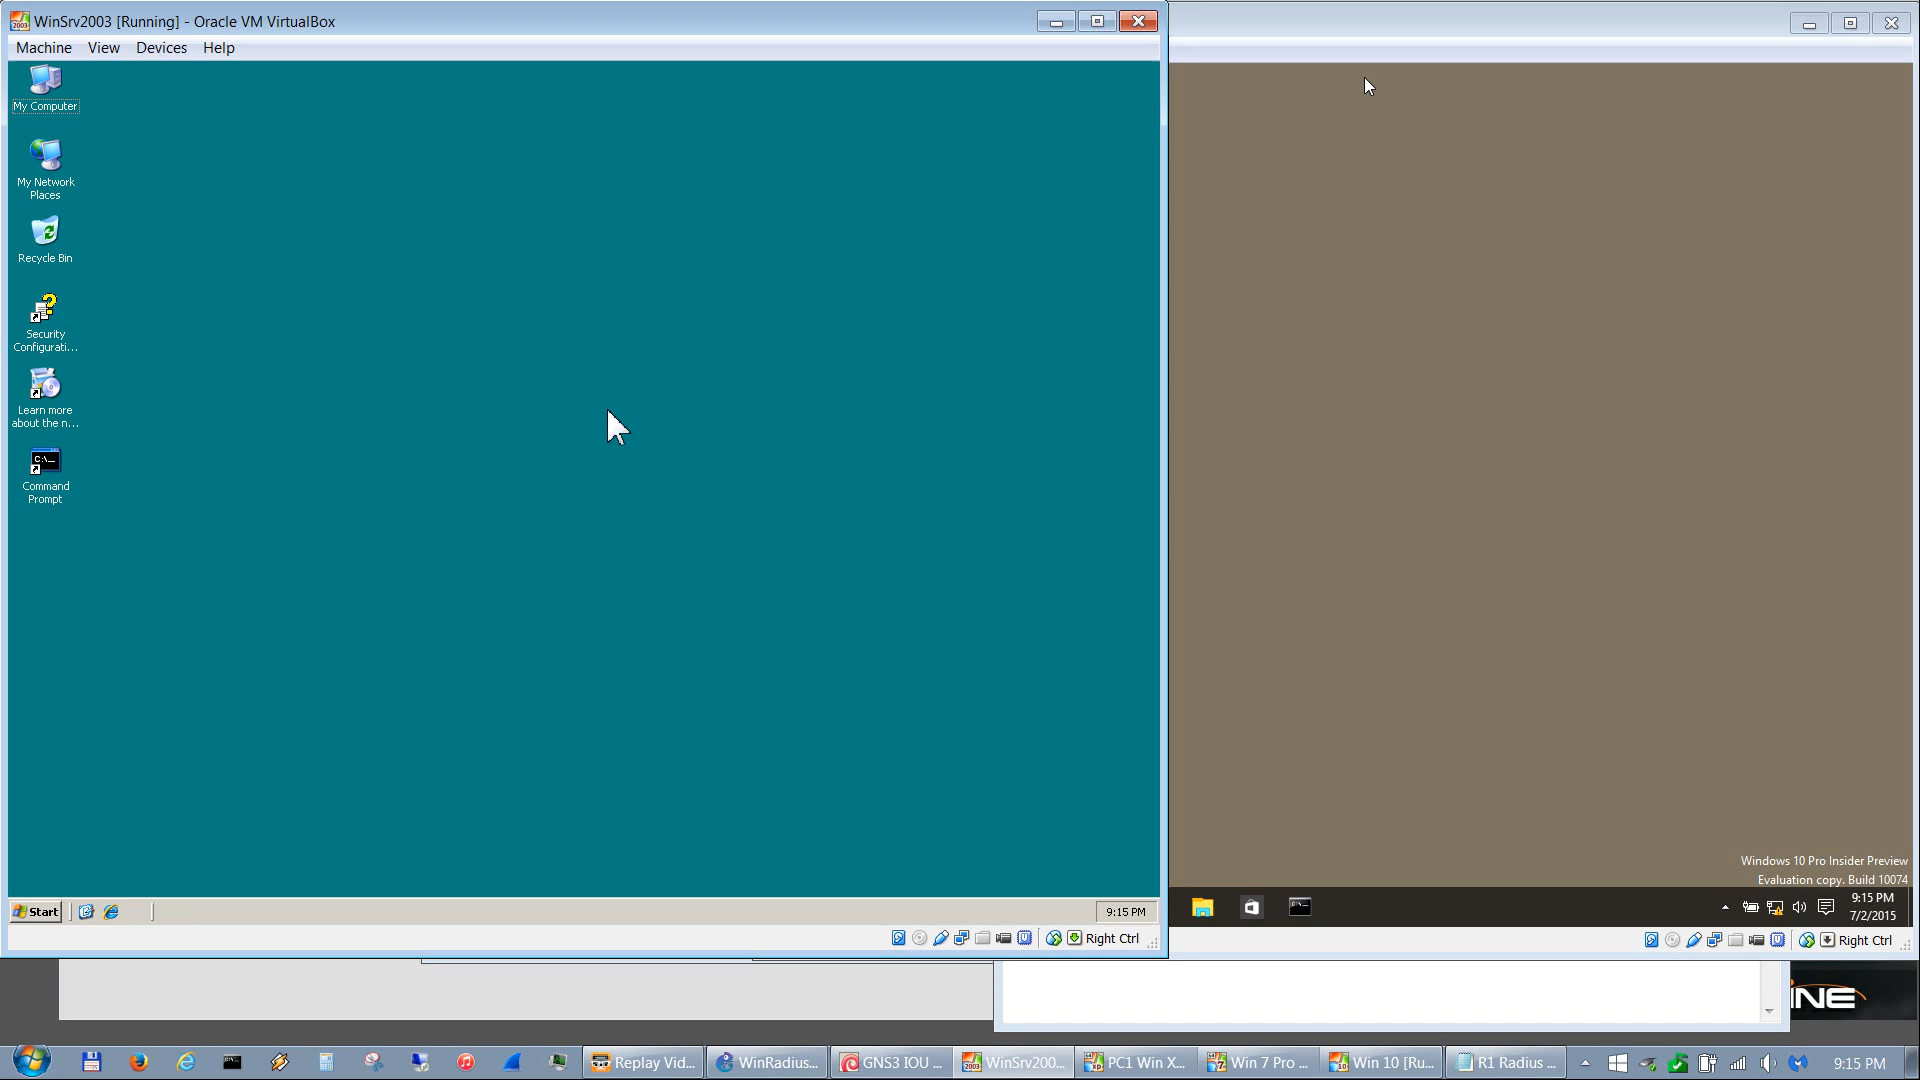 WinSrv2003 [Running] - Oracle VM VirtualBox
Machine View Devices Help
My Computer
My Network
Places
Recycle Bin
Security
Configurati...
Learn more
about the n...
C:\
Command
Prompt
Start
9:15 PM
Right Ctrl
Windows 10 Pro Insider Preview
Evaluation copy. Build 10074
9:15 PM
7/2/2015
Right Ctrl
INE
Replay Vid...
WinRadius...
GNS3 IOU ...
WinSrv200...
PC1 Win X...
Win 7 Pro ...
Win 10 [Ru...
R1 Radius ...
9:15 PM